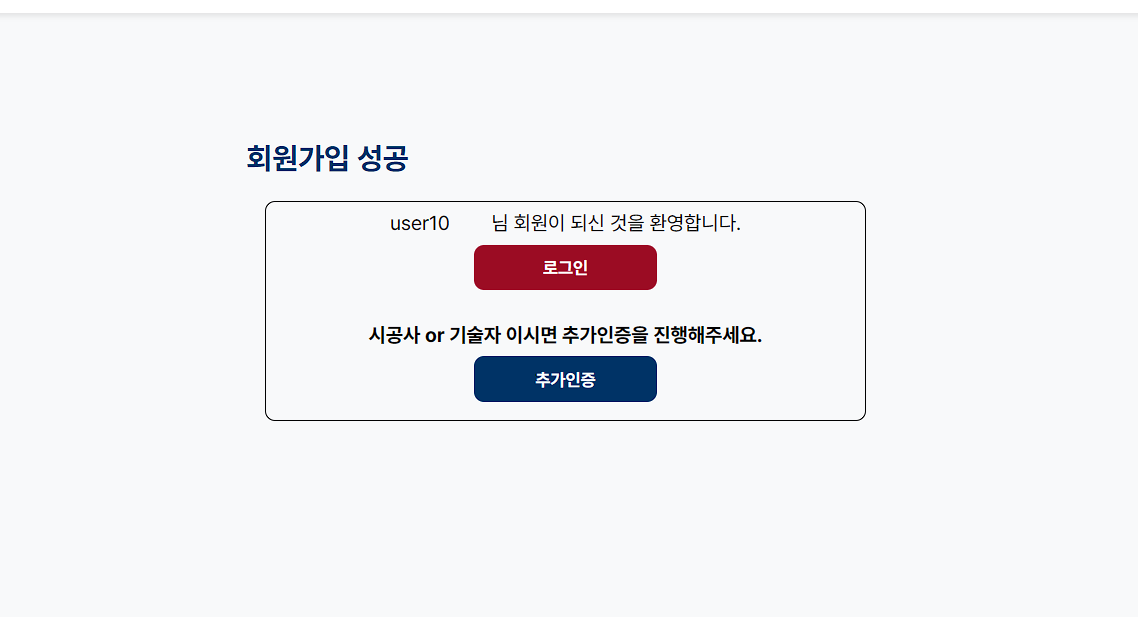 회원가입 성공
user10 님 회원이 되신 것을 환영합니다.
로그인
시공사 or 기술자 이시면 추가인증을 진행해주세요.
추가인증